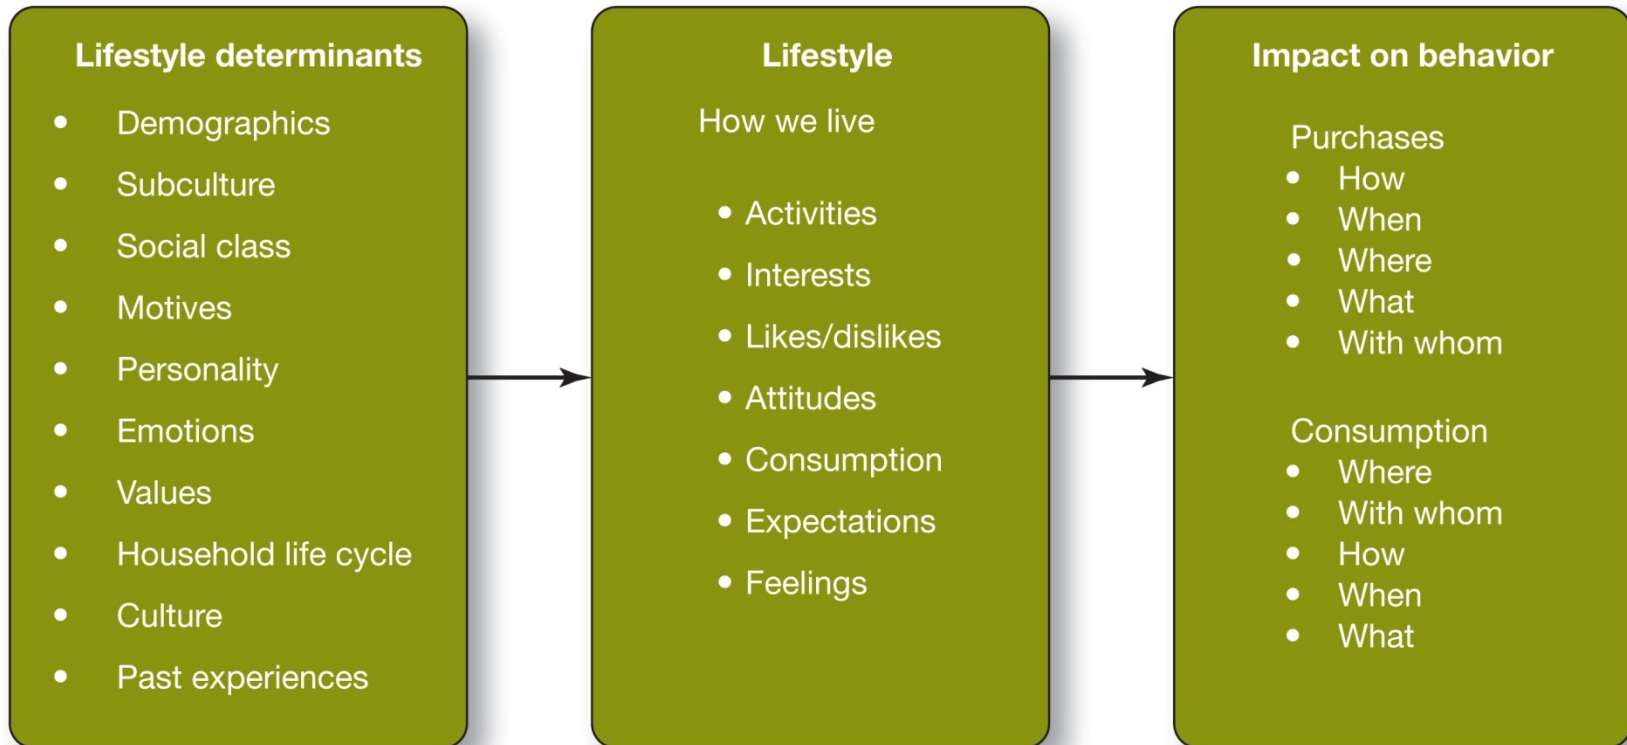 Lifestyle determinants
• Demographics
• Subculture
• Social class
• Motives
• Personality
• Emotions
• Values
• Household life cycle
• Culture
• Past experiences
Lifestyle
How we live
• Activities
• Interests
• Likes/dislikes
• Attitudes
• Consumption
• Expectations
• Feelings
Impact on behavior
Purchases
• How
• When
• Where
• What
• With whom
Consumption
• Where
• With whom
• How
• When
• What